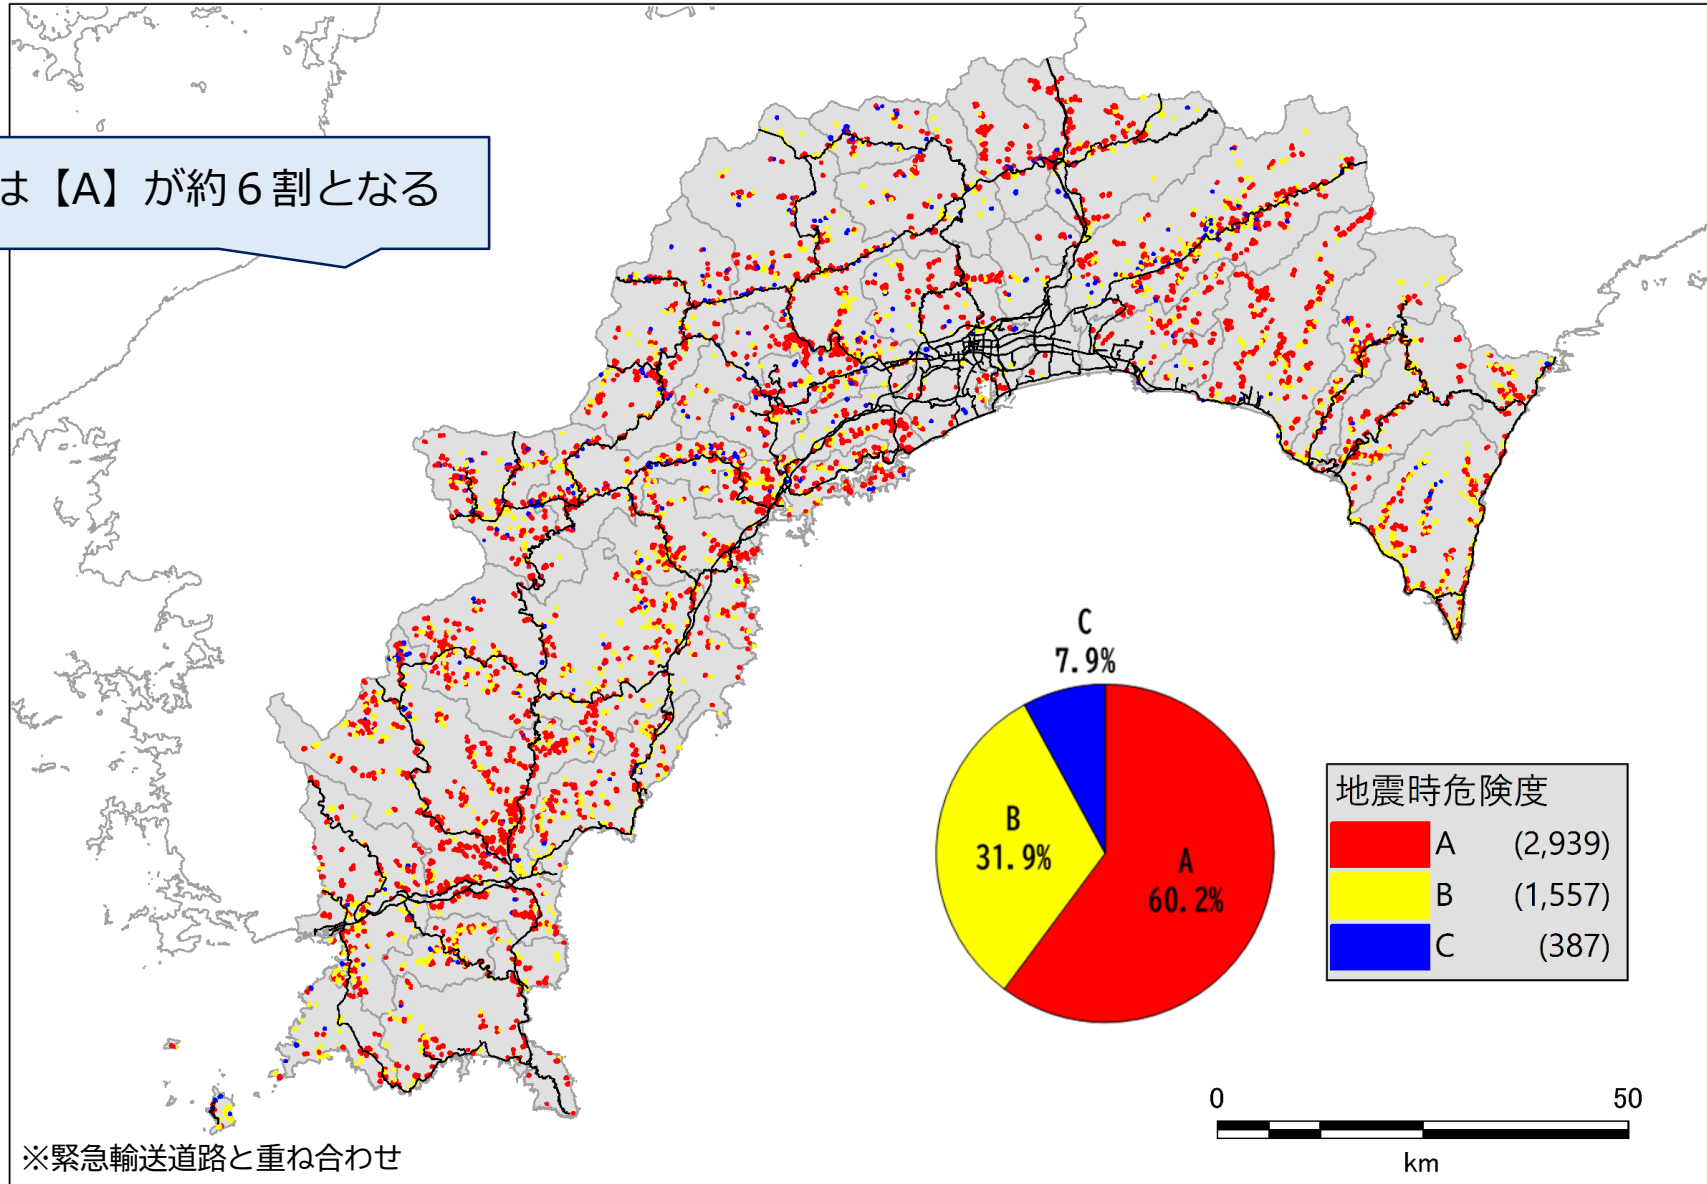 は【A】が約６割となる
C
7.9%
B
31.9%
A
60.2%
地震時危険度
A (2,939)
B (1,557)
C (387)
0 50
km
※緊急輸送道路と重ね合わせ